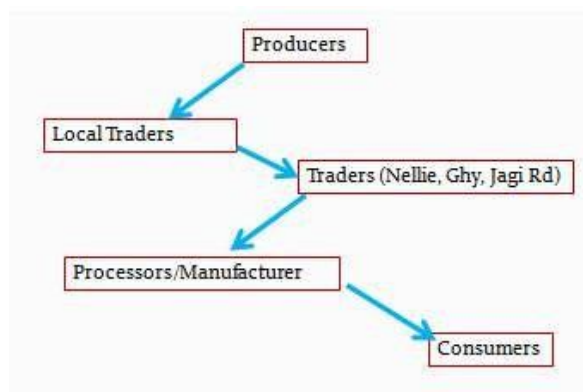 Producers
Local Traders
Traders (Nellie, Ghy, Jagi Rd)
Processors/Manufacturer
Consumers